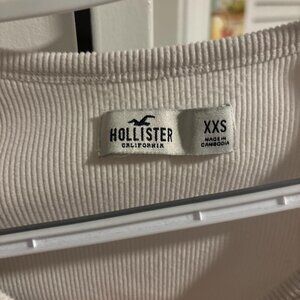 HOLLISTER
CALIFORNIA
XXS
MADE IN
CAMBODIA